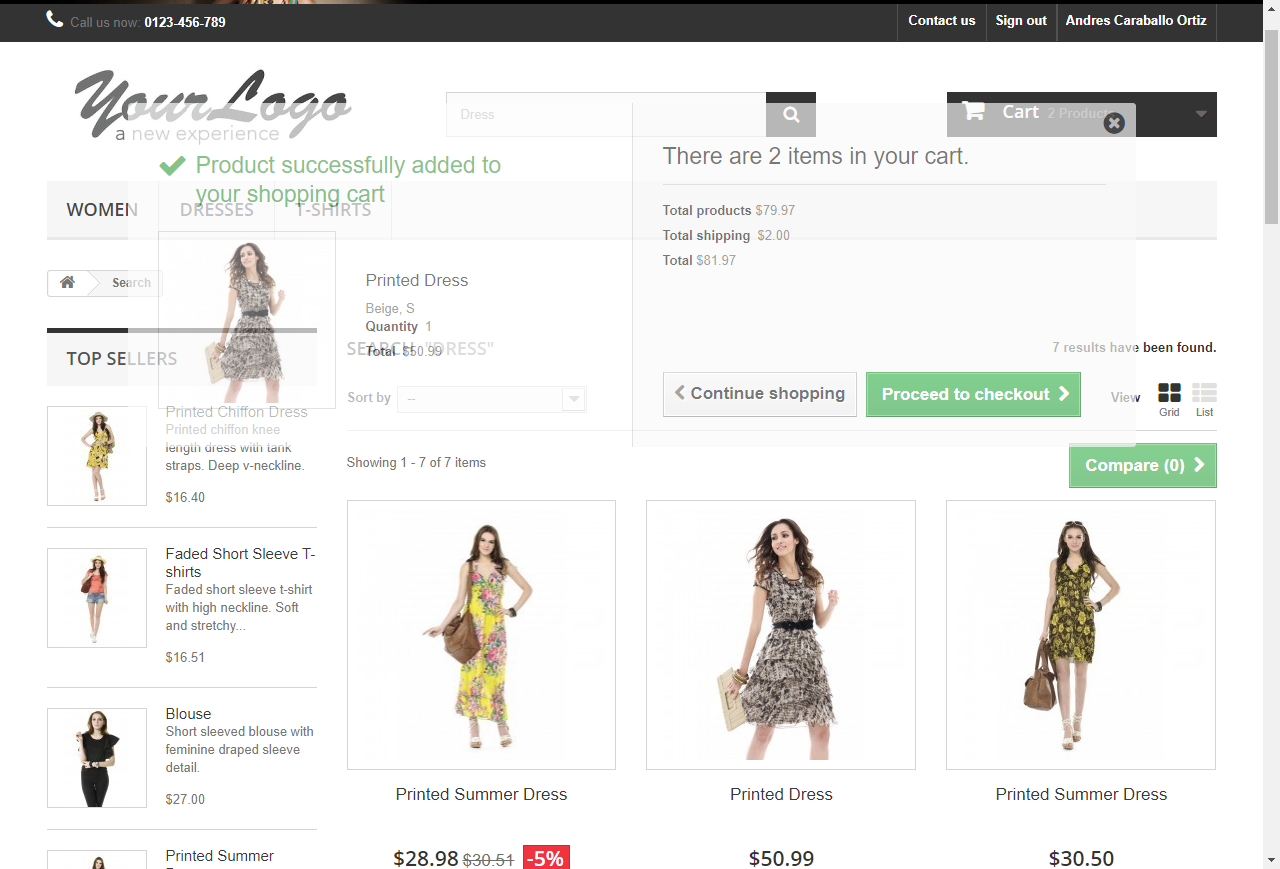 Call us now: 0123-456-789
Contact us
Sign out
Andres Caraballo Ortiz
YourLogo
a new experience
Dress
Cart 2 Product
Product successfully added to
your shopping cart
There are 2 items in your cart.
WOMEN
DRESSES
T-SHIRTS
Total products $79.97
Total shipping $2.00
Total $81.97
Search
Printed Dress
Beige, S
Quantity 1
Total $50.99
SEARCH "DRESS"
7 results have been found.
TOP SELLERS
Continue shopping
Proceed to checkout
Sort by
--
View
Grid
List
Printed Chiffon Dress
Printed chiffon knee
length dress with tank
straps. Deep v-neckline.
$16.40
Showing 1 - 7 of 7 items
Compare (0)
Faded Short Sleeve T-
shirts
Faded short sleeve t-shirt
with high neckline. Soft
and stretchy...
$16.51
Blouse
Short sleeved blouse with
feminine draped sleeve
detail.
$27.00
Printed Summer
Printed Summer Dress
$28.98 $30.51 -5%
Printed Dress
$50.99
Printed Summer Dress
$30.50